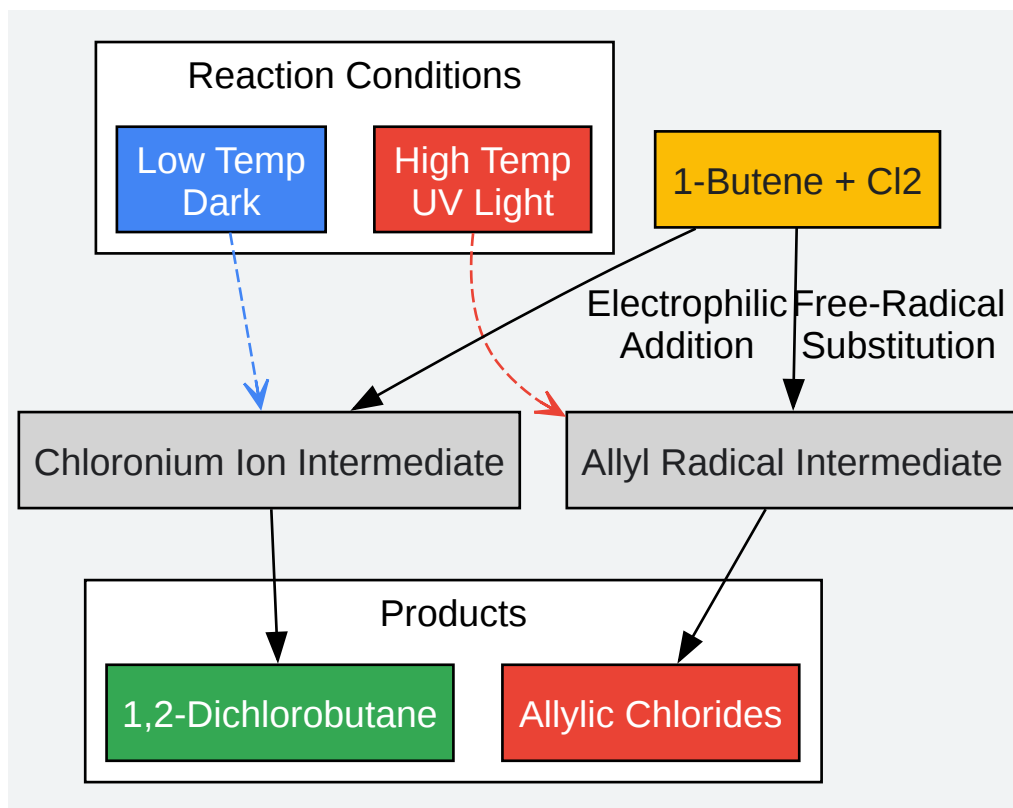 Reaction Conditions
Low Temp
Dark
High Temp
UV Light
1-Butene + Cl2
Electrophilic
Addition
Free-Radical
Substitution
Chloronium Ion Intermediate
Allyl Radical Intermediate
Products
1,2-Dichlorobutane
Allylic Chlorides